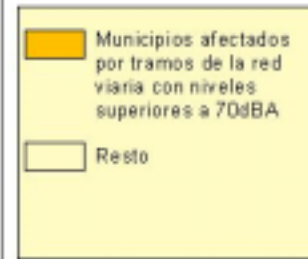 Municipios afectados
por tramos de la red
viaria con niveles
superiores a 70dBA
Resto